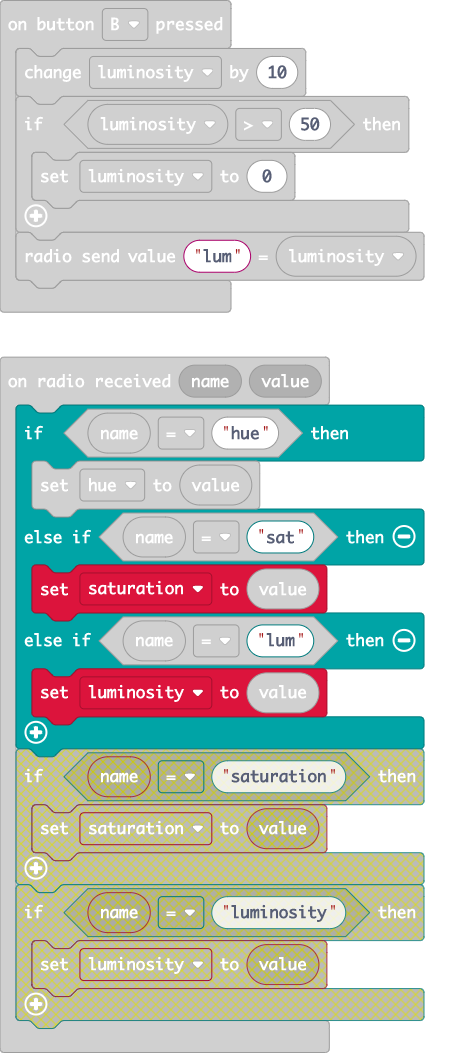 on button B pressed
change luminosity by 10
if luminosity > 50 then
set luminosity to 0
radio send value "lum" = luminosity
on radio received name value
if name = "hue" then
set hue to value
else if name = "sat" then
set saturation to value
else if name = "lum" then
set luminosity to value
if name = "saturation" then
set saturation to value
if name = "luminosity" then
set luminosity to value